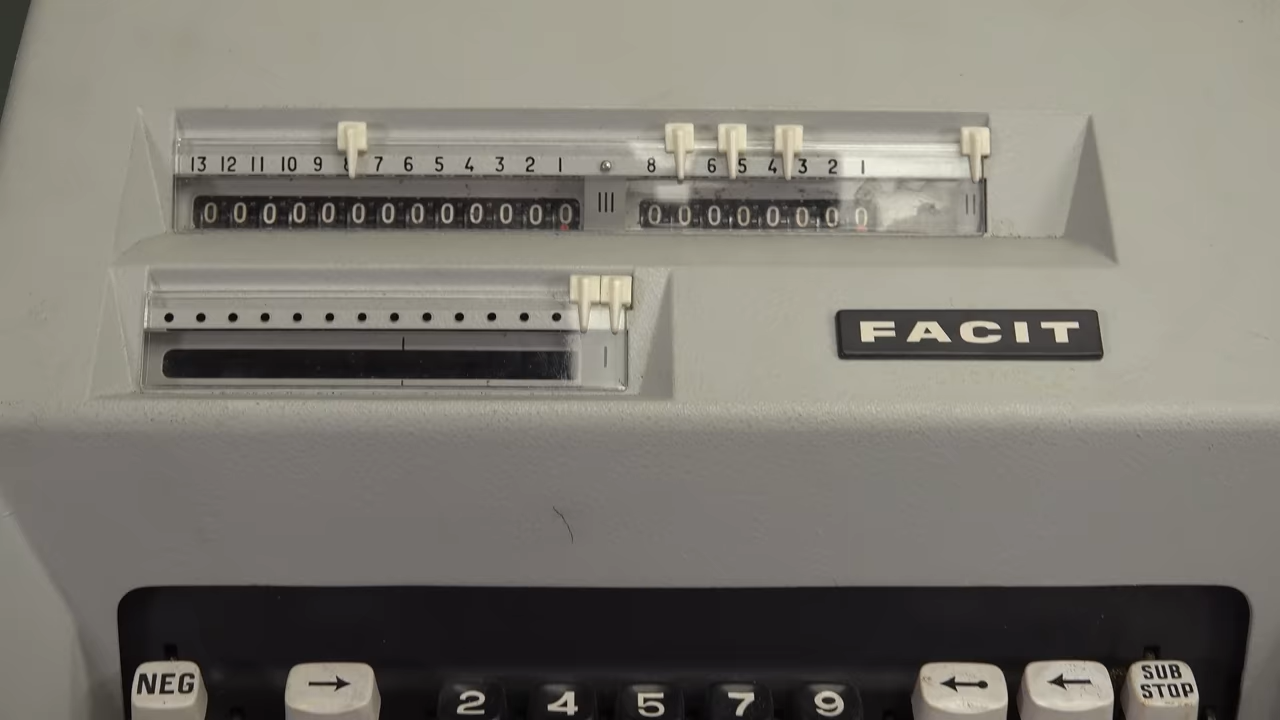 13 12 11 10 9 8 7 6 5 4 3 2 1 8 6 5 4 3 2 1
0 0 0 0 0 0 0 0 0 0 0 0 0 III 0 0 0 0 0 0 0 0 II
I
FACIT
NEG → 2 4 5 7 9 ← ← SUB STOP